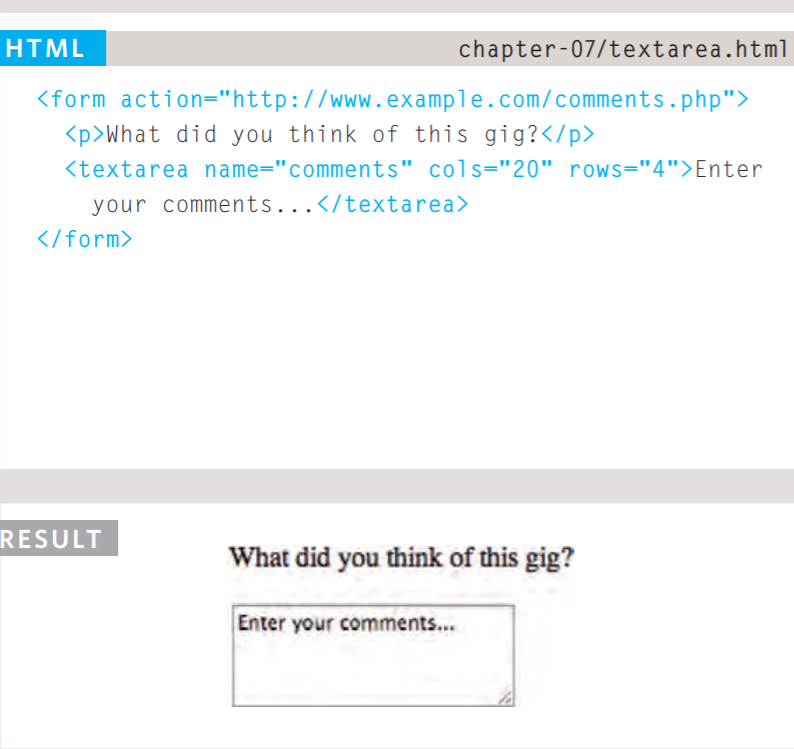 HTML chapter-07/textarea.html
<form action="http://www.example.com/comments.php">
<p>What did you think of this gig?</p>
<textarea name="comments" cols="20" rows="4">Enter
your comments...</textarea>
</form>
RESULT
What did you think of this gig?
Enter your comments...